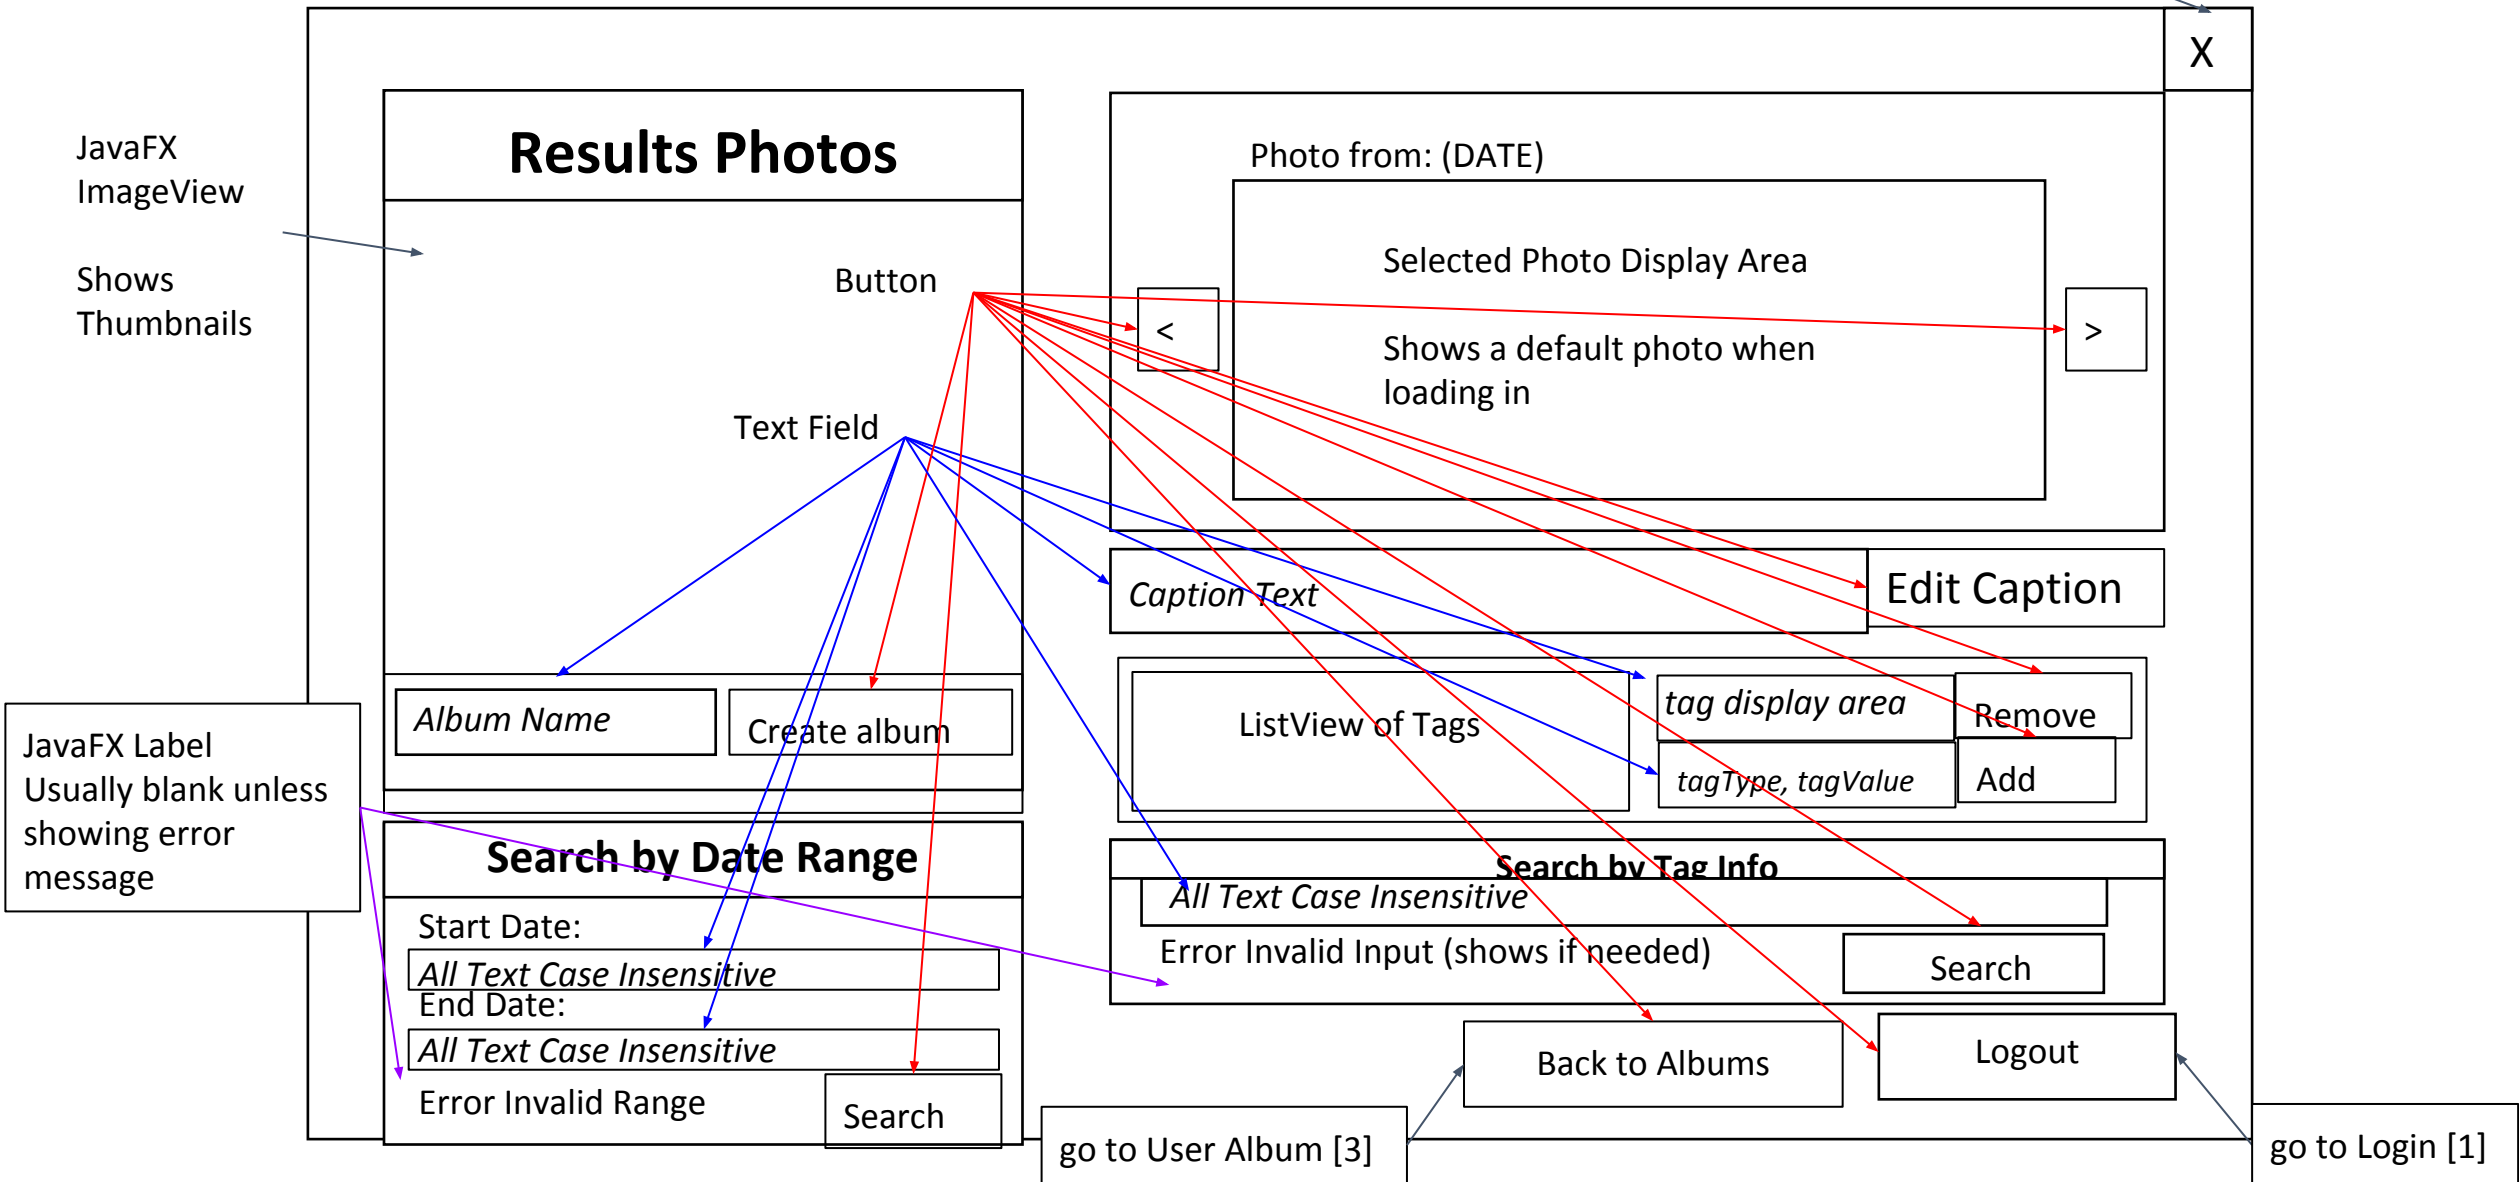 X
JavaFX
ImageView
Shows
Thumbnails
Results Photos
Button
Text Field
Album Name
Create album
Photo from: (DATE)
Selected Photo Display Area
Shows a default photo when
loading in
<
>
Caption Text
Edit Caption
ListView of Tags
tag display area
Remove
tagType, tagValue
Add
JavaFX Label
Usually blank unless
showing error
message
Search by Date Range
Start Date:
All Text Case Insensitive
End Date:
All Text Case Insensitive
Error Invalid Range
Search
Search by Tag Info
All Text Case Insensitive
Error Invalid Input (shows if needed)
Search
Back to Albums
Logout
go to User Album [3]
go to Login [1]